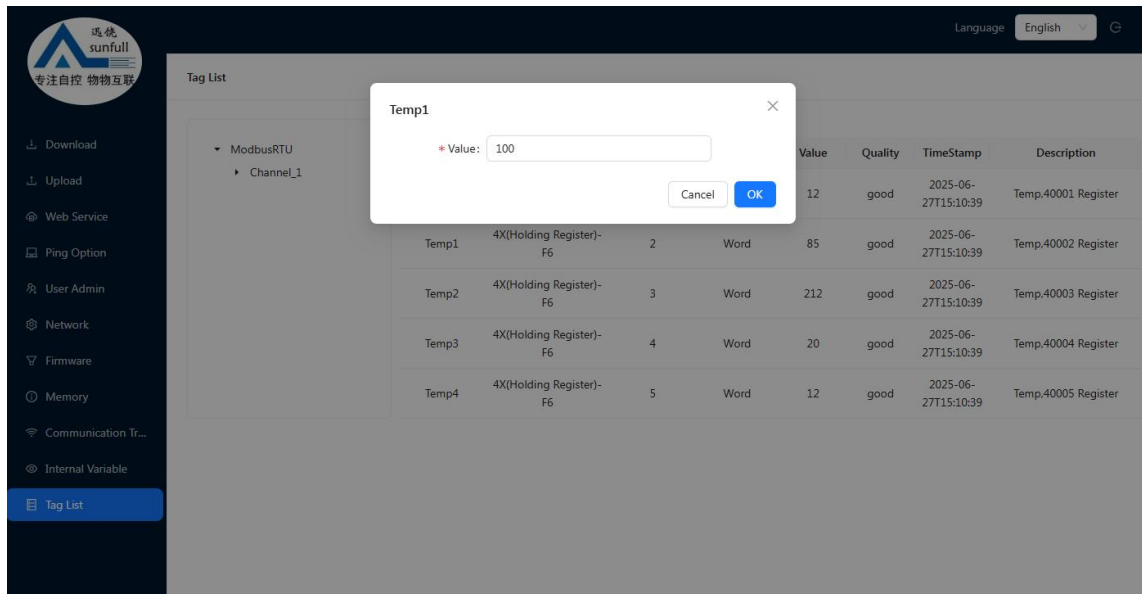 迅饶
sunfull
专注自控 物物互联
Language English
Tag List
Download
Upload
Web Service
Ping Option
User Admin
Network
Firmware
Memory
Communication Tr...
Internal Variable
Tag List
ModbusRTU
Channel_1
Temp1
* Value: 100
Cancel OK
Value Quality TimeStamp Description
12 good 2025-06-27T15:10:39 Temp,40001 Register
Temp1 4X(Holding Register)-F6 2 Word 85 good 2025-06-27T15:10:39 Temp,40002 Register
Temp2 4X(Holding Register)-F6 3 Word 212 good 2025-06-27T15:10:39 Temp,40003 Register
Temp3 4X(Holding Register)-F6 4 Word 20 good 2025-06-27T15:10:39 Temp,40004 Register
Temp4 4X(Holding Register)-F6 5 Word 12 good 2025-06-27T15:10:39 Temp,40005 Register